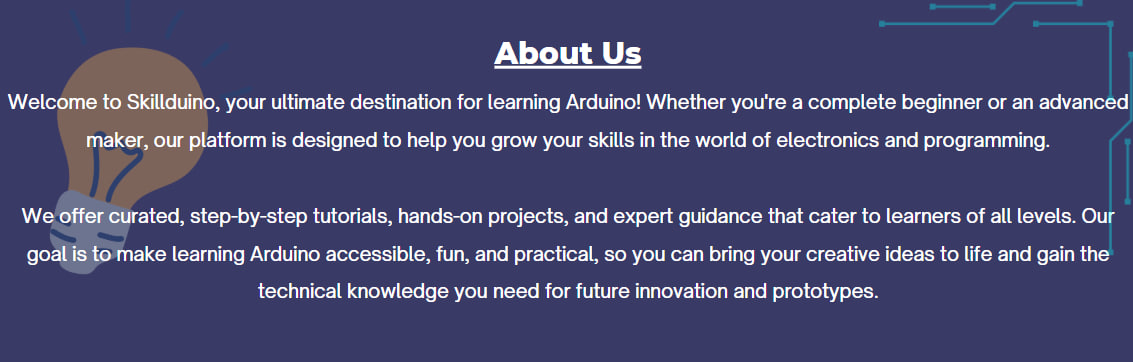 About Us
Welcome to Skillduino, your ultimate destination for learning Arduino! Whether you're a complete beginner or an advanced
maker, our platform is designed to help you grow your skills in the world of electronics and programming.
We offer curated, step-by-step tutorials, hands-on projects, and expert guidance that cater to learners of all levels. Our
goal is to make learning Arduino accessible, fun, and practical, so you can bring your creative ideas to life and gain the
technical knowledge you need for future innovation and prototypes.